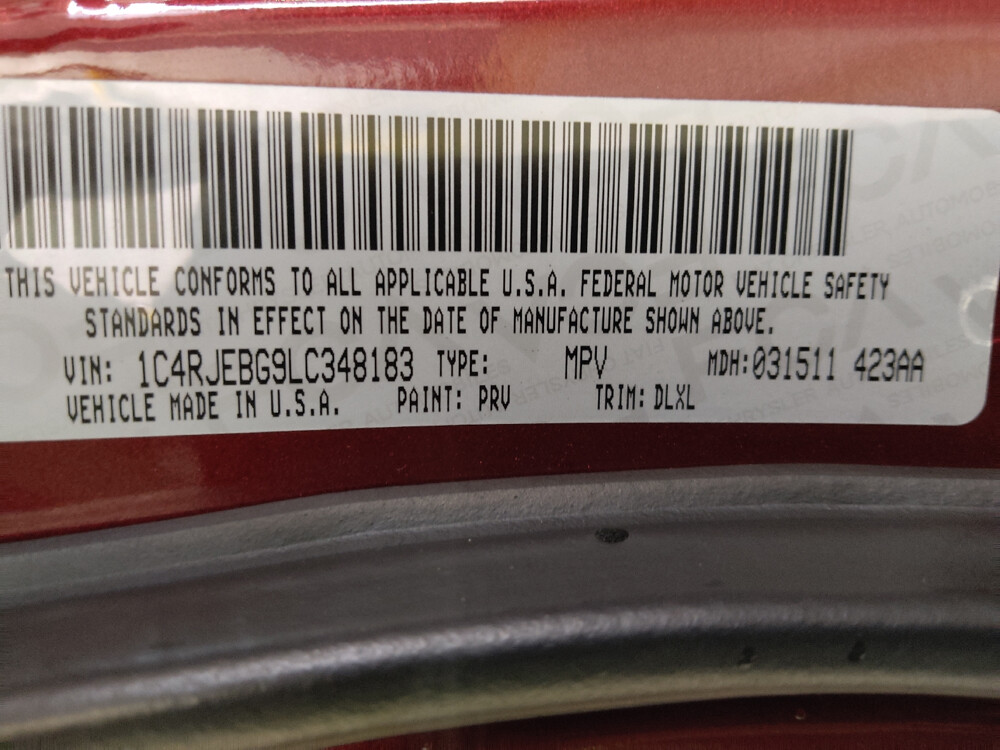 THIS VEHICLE CONFORMS TO ALL APPLICABLE U.S.A. FEDERAL MOTOR VEHICLE SAFETY
STANDARDS IN EFFECT ON THE DATE OF MANUFACTURE SHOWN ABOVE.
VIN: 1C4RJEBG9LC348183 TYPE: MPV MDH:031511 423AA
VEHICLE MADE IN U.S.A. PAINT: PRV TRIM: DLXL